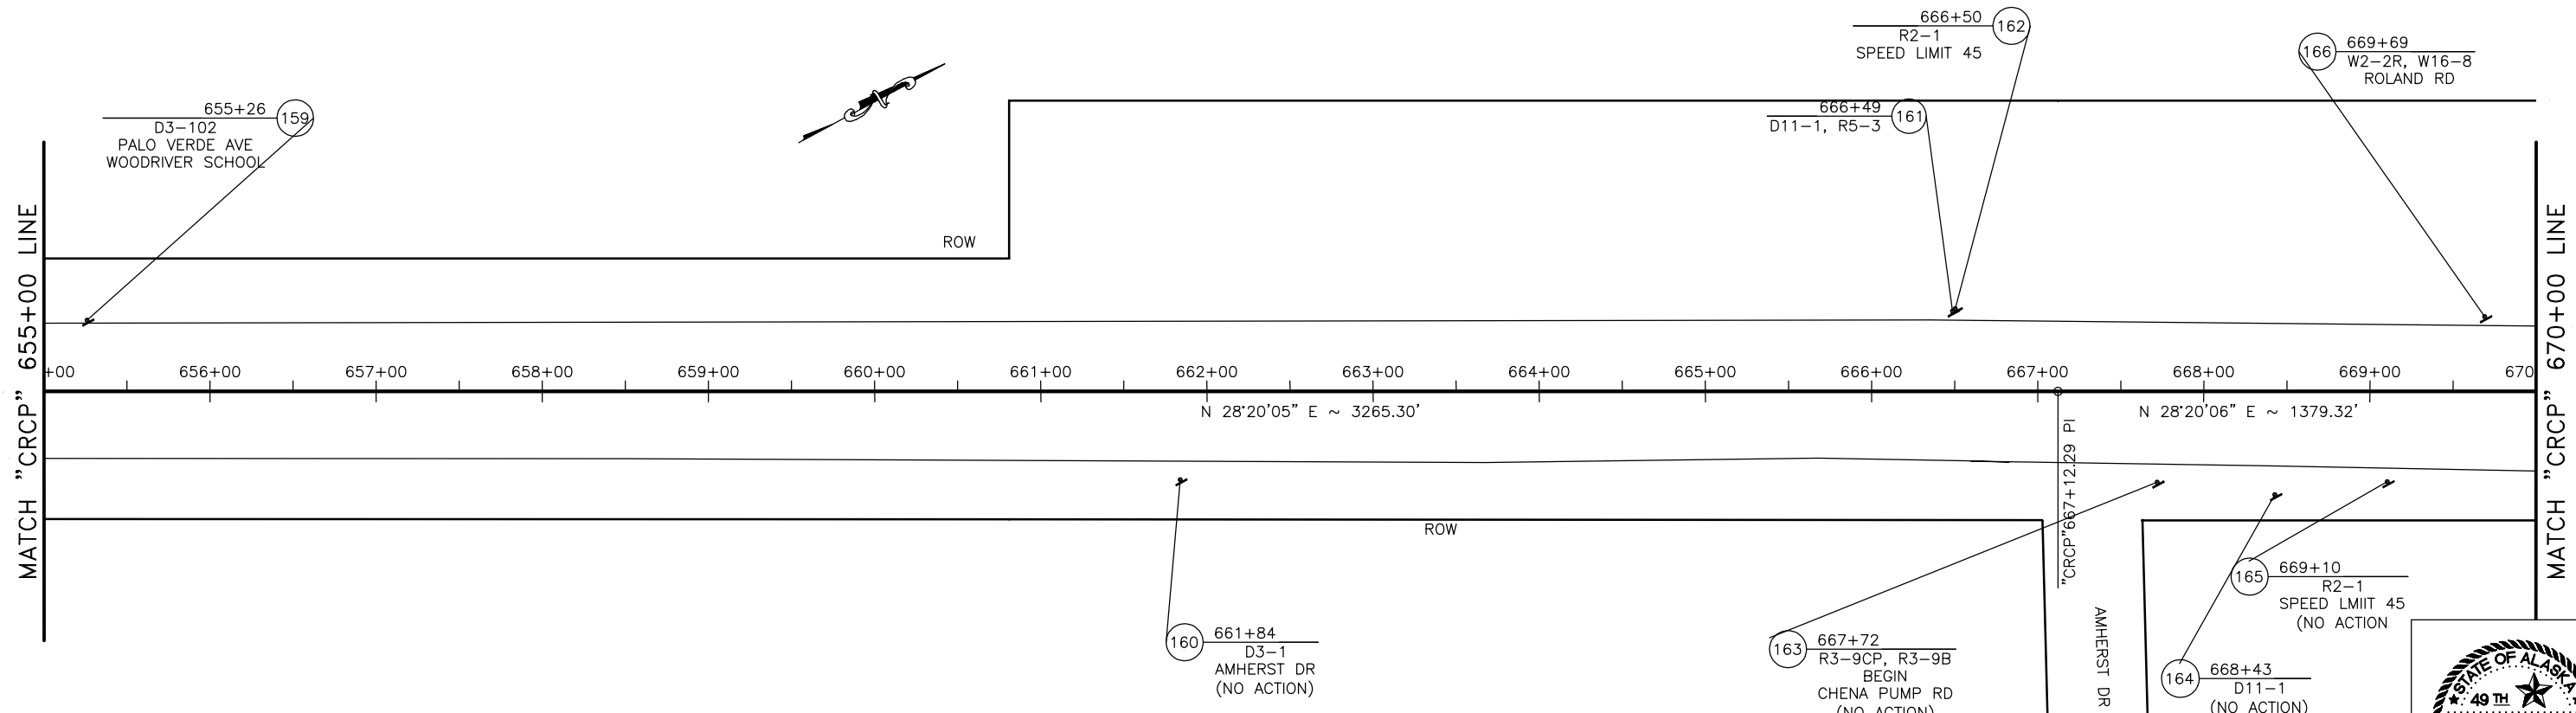 666+50
162
R2-1
SPEED LIMIT 45
166
669+69
W2-2R, W16-8
ROLAND RD
655+26
159
D3-102
PALO VERDE AVE
WOODRIVER SCHOOL
666+49
161
D11-1, R5-3
ROW
MATCH "CRCP" 655+00 LINE
MATCH "CRCP" 670+00 LINE
+00 656+00 657+00 658+00 659+00 660+00 661+00 662+00 663+00 664+00 665+00 666+00 667+00 668+00 669+00 670
N 28°20'05" E ~ 3265.30'
N 28°20'06" E ~ 1379.32'
"CRCP"667+12.29 PI
ROW
160
661+84
D3-1
AMHERST DR
(NO ACTION)
163
667+72
R3-9CP, R3-9B
BEGIN
CHENA PUMP RD
(NO ACTION)
AMHERST DR
165
669+10
R2-1
SPEED LMIIT 45
(NO ACTION
164
668+43
D11-1
(NO ACTION)
STATE OF ALASKA
49 TH